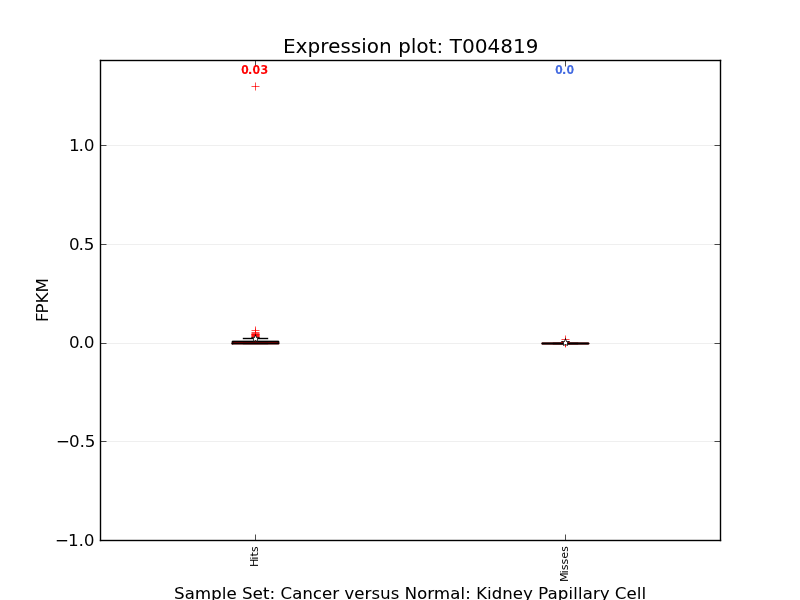 Expression plot: T004819
0.03
0.0
1.0
0.5
0.0
−0.5
−1.0
FPKM
Hits
Misses
Sample Set: Cancer versus Normal: Kidney Papillary Cell